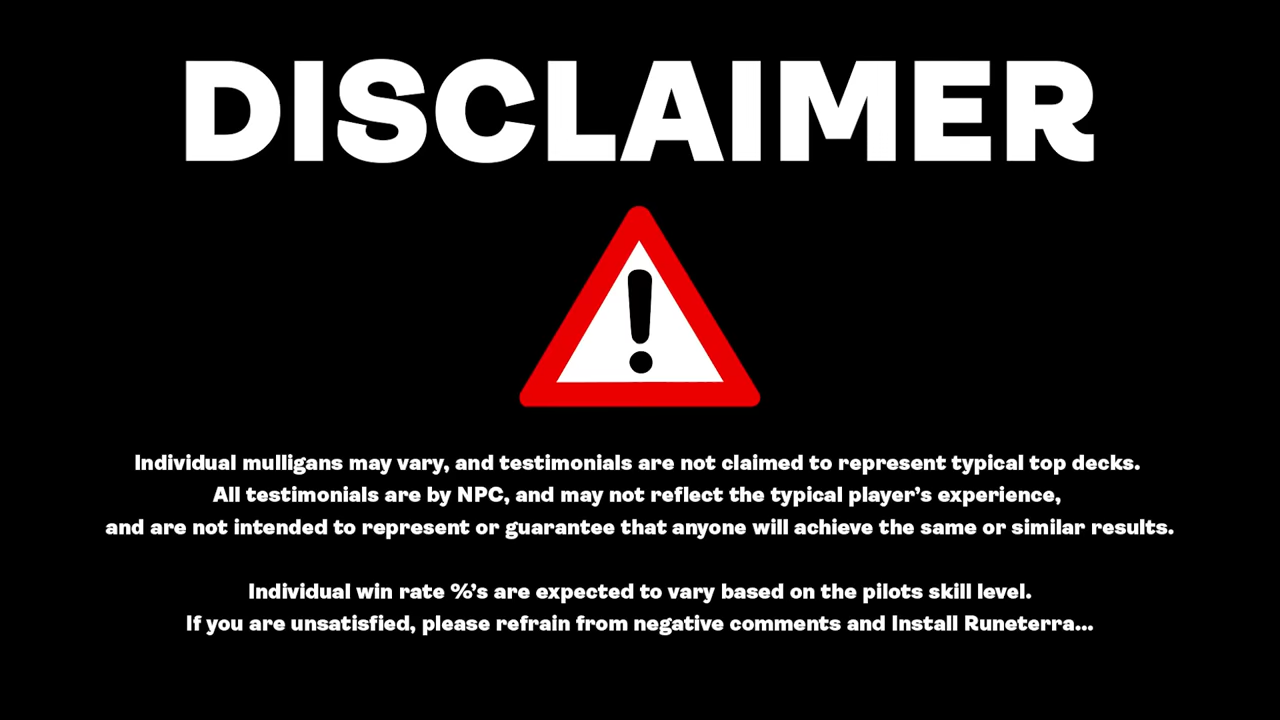 DISCLAIMER
Individual mulligans may vary, and testimonials are not claimed to represent typical top decks.
All testimonials are by NPC, and may not reflect the typical player's experience,
and are not intended to represent or guarantee that anyone will achieve the same or similar results.
Individual win rate %'s are expected to vary based on the pilots skill level.
If you are unsatisfied, please refrain from negative comments and Install Runeterra...